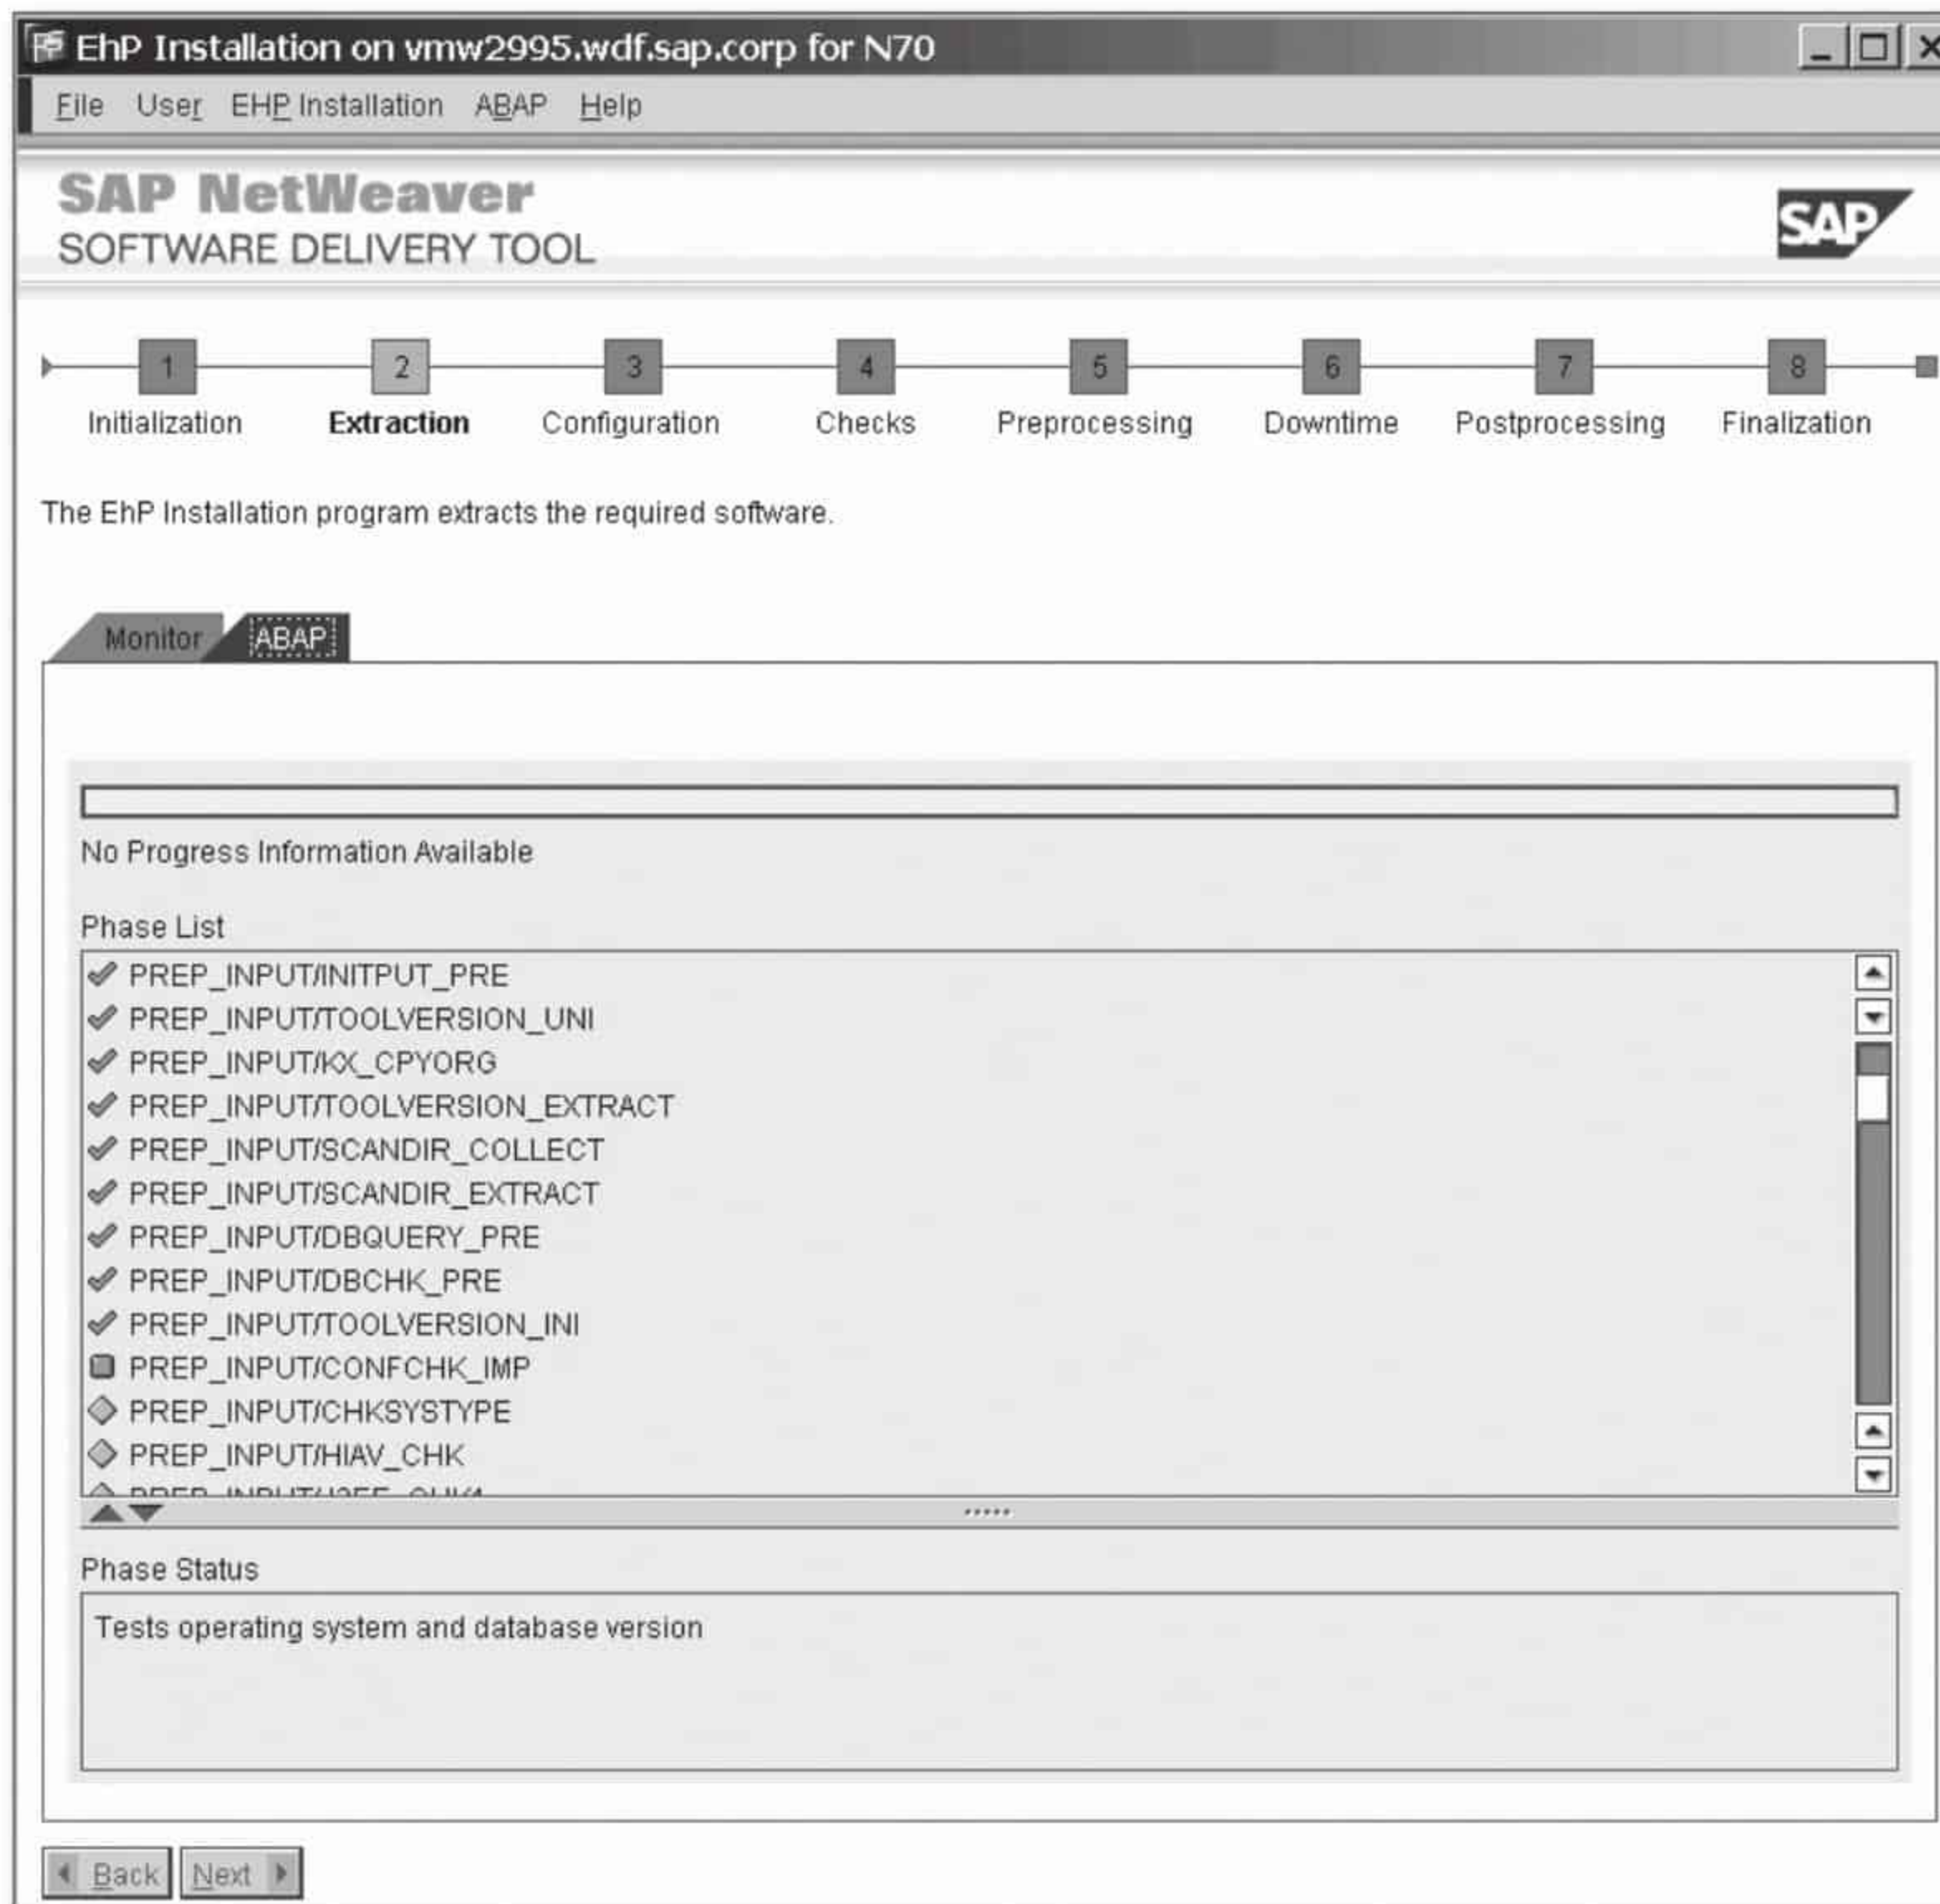 EhP Installation on vmw2995.wdf.sap.corp for N70
File User EHP Installation ABAP Help
SAP NetWeaver
SOFTWARE DELIVERY TOOL
SAP
1 2 3 4 5 6 7 8
Initialization Extraction Configuration Checks Preprocessing Downtime Postprocessing Finalization
The EhP Installation program extracts the required software.
Monitor ABAP
No Progress Information Available
Phase List
PREP_INPUT/INITPUT_PRE
PREP_INPUT/TOOLVERSION_UNI
PREP_INPUT/KX_CPYORG
PREP_INPUT/TOOLVERSION_EXTRACT
PREP_INPUT/SCANDIR_COLLECT
PREP_INPUT/SCANDIR_EXTRACT
PREP_INPUT/DBQUERY_PRE
PREP_INPUT/DBCHK_PRE
PREP_INPUT/TOOLVERSION_INI
PREP_INPUT/CONFCHK_IMP
PREP_INPUT/CHKSYSTYPE
PREP_INPUT/HIAV_CHK
Phase Status
Tests operating system and database version
Back Next